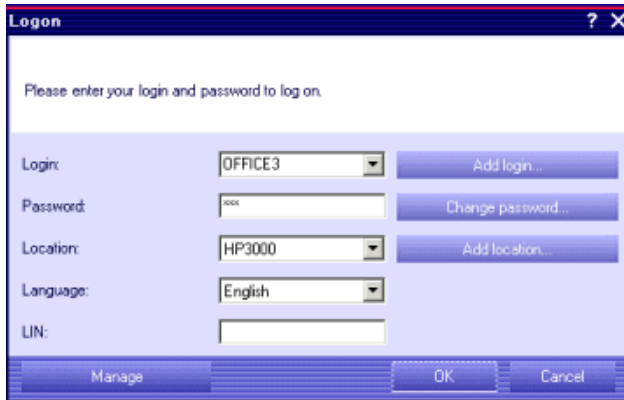 Logon ? X
Please enter your login and password to log on.
Login: OFFICE3 Add login...
Password: xxxx Change password...
Location: HP3000 Add location...
Language: English
LIN:
Manage OK Cancel